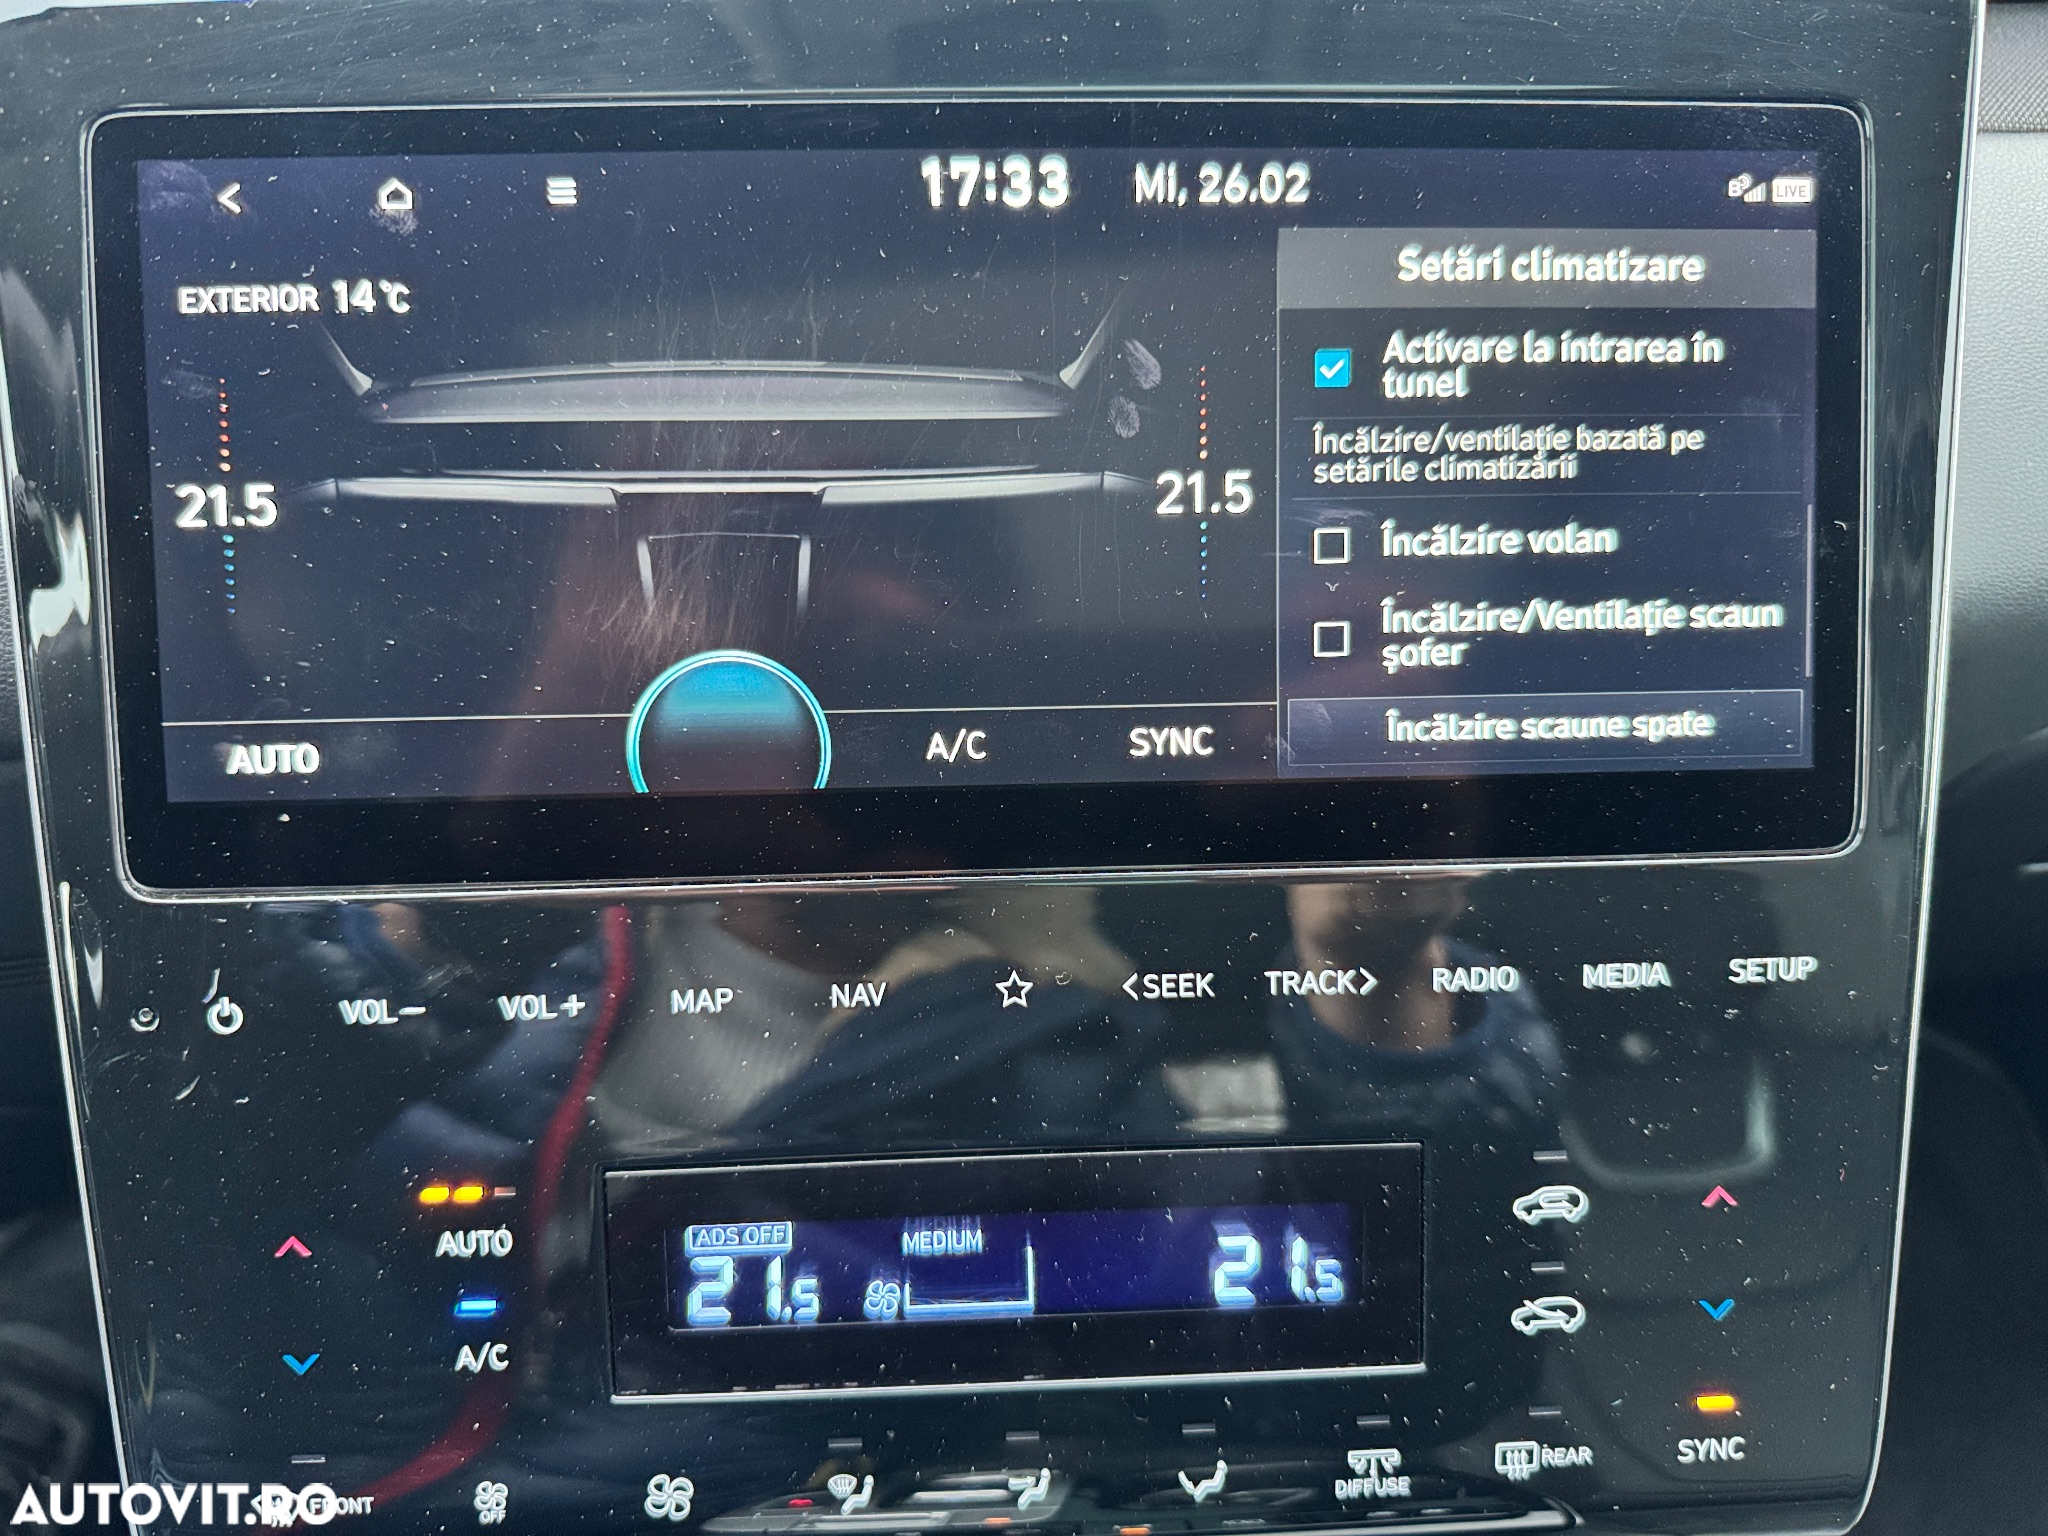 17:33 Mi, 26.02
LIVE
EXTERIOR 14°C
Setări climatizare
Activare la intrarea în
tunel
Încălzire/ventilație bazată pe
setările climatizării
21.5
21.5
Încălzire volan
Încălzire/Ventilație scaun
șofer
Încălzire scaune spate
AUTO
A/C
SYNC
VOL−
VOL+
MAP
NAV
<SEEK
TRACK>
RADIO
MEDIA
SETUP
AUTO
A/C
ADS OFF
MEDIUM
21.5
21.5
SYNC
FRONT
OFF
DIFFUSE
REAR
AUTOVIT.RO